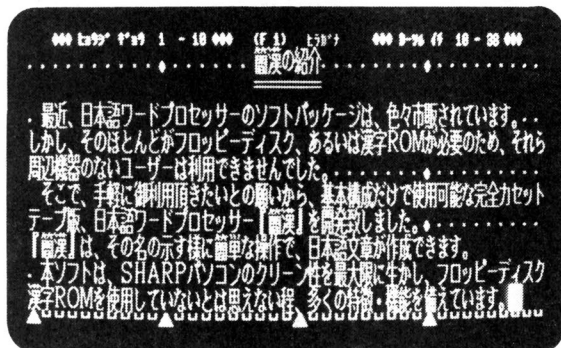 ﾋｮｳｼﾞ ｷﾞｮｳ 1 - 10 (F 1) ﾋﾗｶﾞﾅ 10 - 38
簡漢の紹介
最近、日本語ワードプロセッサーのソフトパッケージは、色々市販されています。
しかし、そのほとんどがフロッピーディスク、あるいは漢字ROMが必要のため、それら
周辺機器のないユーザーは利用できませんでした。
そこで、手軽に御利用頂きたいとの願いから、基本構成だけで使用可能な完全カセット
テープ版、日本語ワードプロセッサー『簡漢』を開発致しました。
『簡漢』は、その名の示す様に簡単な操作で、日本語文章が作成できます。
本ソフトは、SHARPパソコンのクリーン性を最大限に生かし、フロッピーディスク
漢字ROMを使用していないとは思えない程、多くの特徴・機能を備えています。